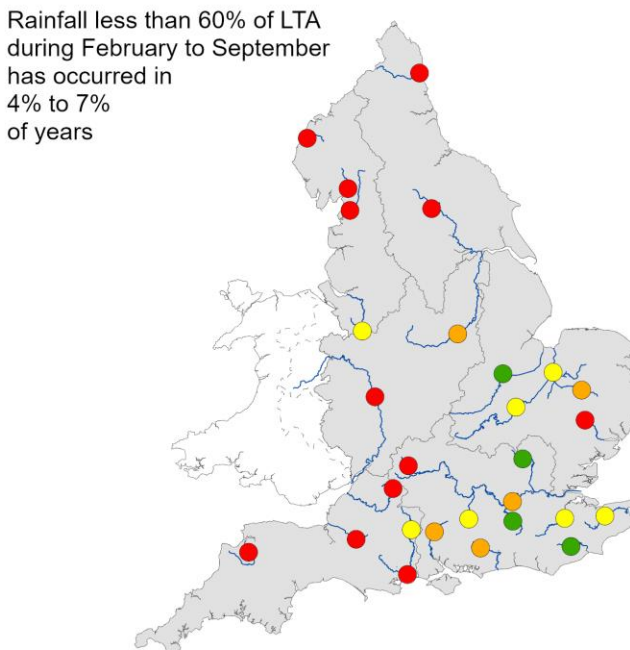 Rainfall less than 60% of LTA
during February to September
has occurred in
4% to 7%
of years